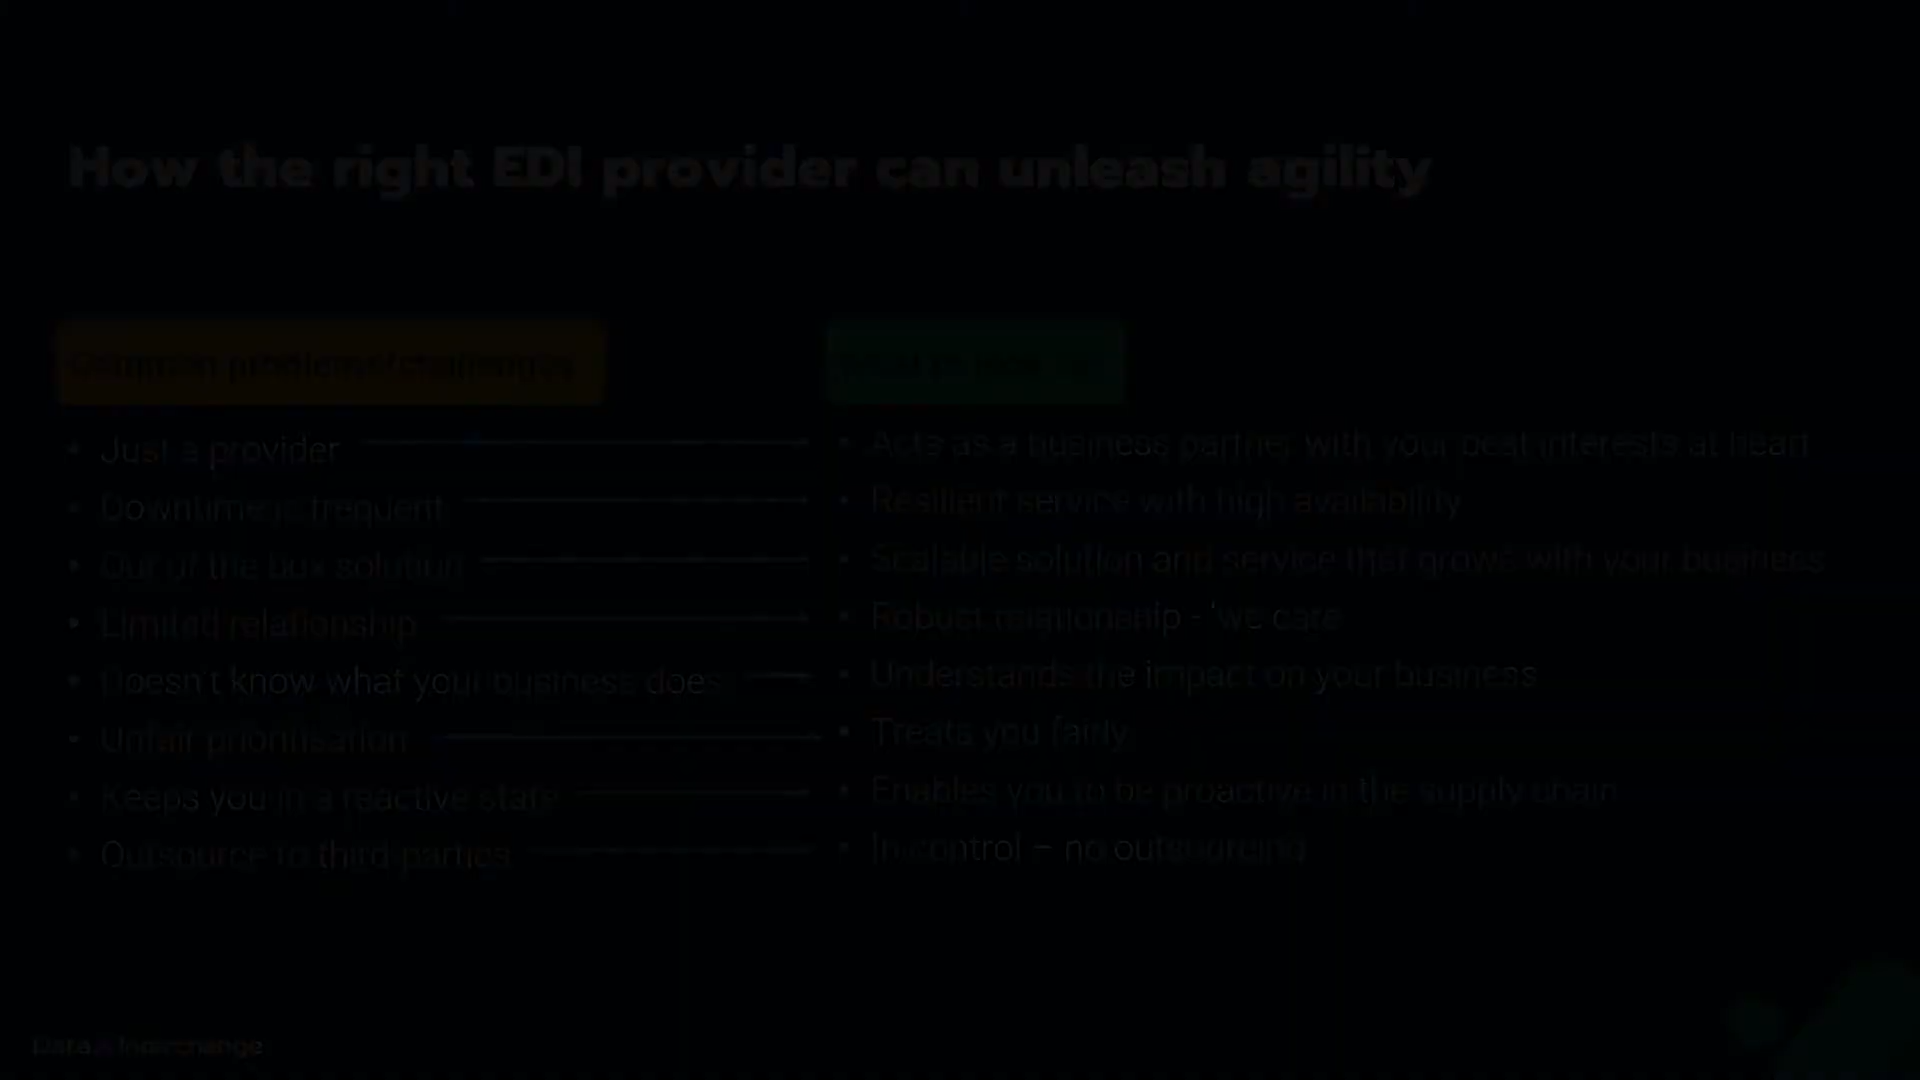 How the right EDI provider can unleash agility
Common problems/challenges
Just a provider
Downtime is frequent
Out of the box solution
Limited relationship
Doesn't know what your business does
Unfair prioritisation
Keeps you in a reactive state
Outsource to third parties
Acts as a business partner with your best interests at heart
Resilient service with high availability
Scalable solution and service that grows with your business
Robust relationship - 'we care
Understands the impact on your business
Treats you fairly
Enables you to be proactive in the supply chain
In control – no outsourcing
Data Interchange